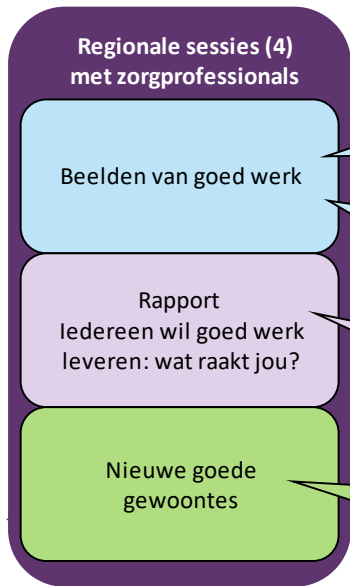 Regionale sessies (4)
met zorgprofessionals
Beelden van goed werk
Rapport
Iedereen wil goed werk
leveren: wat raakt jou?
Nieuwe goede
gewoontes